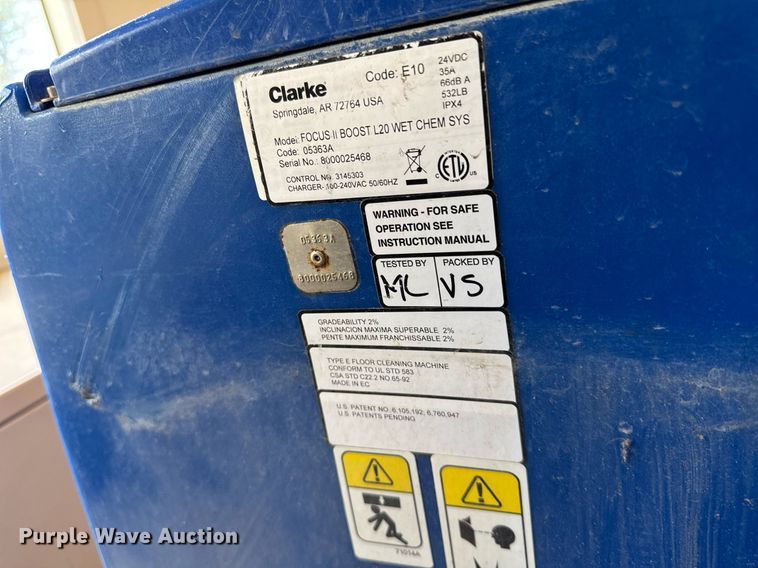 Clarke
Springdale, AR 72764 USA
Code: E10
24VDC
35A
66dB A
532LB
IPX4
Model: FOCUS II BOOST L20 WET CHEM SYS
Code: 05363A
Serial No.: 8000025468
CONTROL NO. 3145303
CHARGER- 100-240VAC 50/60HZ
C ETL US
WARNING - FOR SAFE
OPERATION SEE
INSTRUCTION MANUAL
05363A
8000025468
TESTED BY
ML
PACKED BY
VS
GRADEABILITY 2%
INCLINACION MAXIMA SUPERABLE 2%
PENTE MAXIMUM FRANCHISSABLE 2%
TYPE E FLOOR CLEANING MACHINE
CONFORM TO UL STD 583
CSA STD C22.2 NO 65-92
MADE IN EC
U.S. PATENT NO. 6,105,192; 6,760,947
U.S. PATENTS PENDING
71014A
Purple Wave Auction